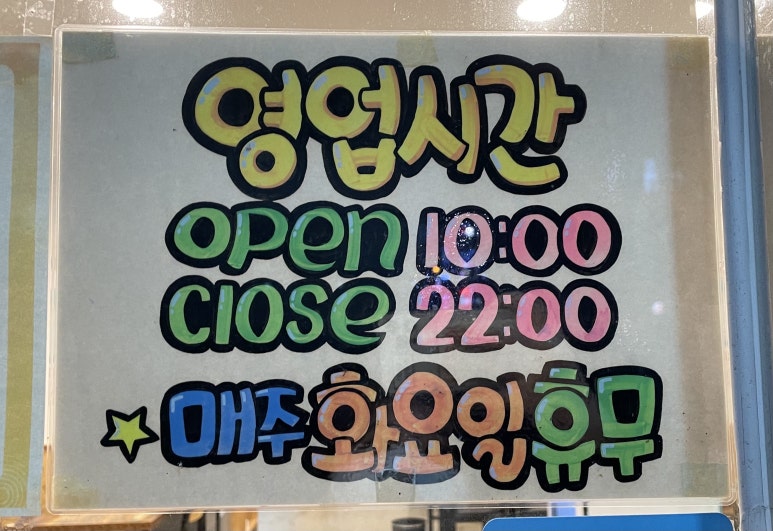 영업시간
open 10:00
close 22:00
☆ 매주 화요일 휴무